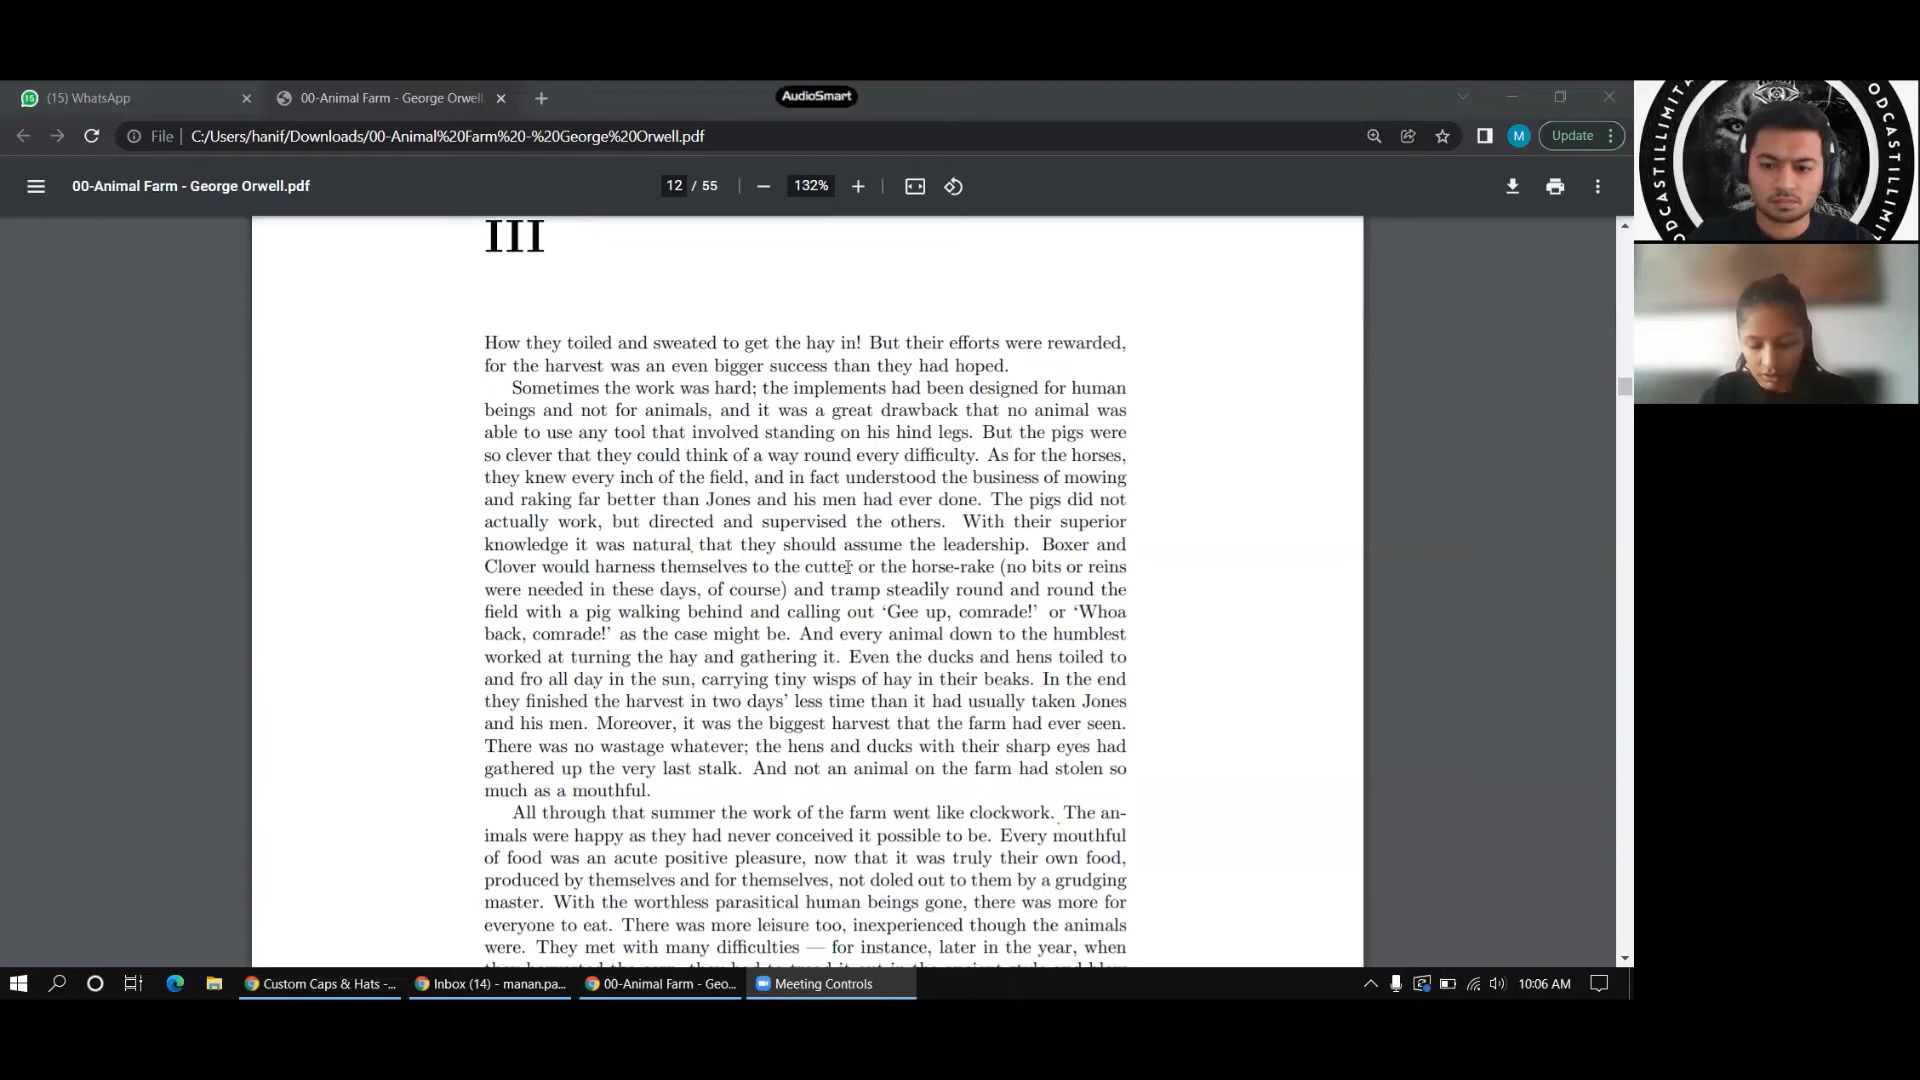 (15) WhatsApp
00-Animal Farm - George Orwell
AudioSmart
File
C:/Users/hanif/Downloads/00-Animal%20Farm%20-%20George%20Orwell.pdf
M
Update
00-Animal Farm - George Orwell.pdf
12 / 55
132%
III
How they toiled and sweated to get the hay in! But their efforts were rewarded,
for the harvest was an even bigger success than they had hoped.
Sometimes the work was hard; the implements had been designed for human
beings and not for animals, and it was a great drawback that no animal was
able to use any tool that involved standing on his hind legs. But the pigs were
so clever that they could think of a way round every difficulty. As for the horses,
they knew every inch of the field, and in fact understood the business of mowing
and raking far better than Jones and his men had ever done. The pigs did not
actually work, but directed and supervised the others. With their superior
knowledge it was natural that they should assume the leadership. Boxer and
Clover would harness themselves to the cutter or the horse-rake (no bits or reins
were needed in these days, of course) and tramp steadily round and round the
field with a pig walking behind and calling out ‘Gee up, comrade!’ or ‘Whoa
back, comrade!’ as the case might be. And every animal down to the humblest
worked at turning the hay and gathering it. Even the ducks and hens toiled to
and fro all day in the sun, carrying tiny wisps of hay in their beaks. In the end
they finished the harvest in two days’ less time than it had usually taken Jones
and his men. Moreover, it was the biggest harvest that the farm had ever seen.
There was no wastage whatever; the hens and ducks with their sharp eyes had
gathered up the very last stalk. And not an animal on the farm had stolen so
much as a mouthful.
All through that summer the work of the farm went like clockwork. The an-
imals were happy as they had never conceived it possible to be. Every mouthful
of food was an acute positive pleasure, now that it was truly their own food,
produced by themselves and for themselves, not doled out to them by a grudging
master. With the worthless parasitical human beings gone, there was more for
everyone to eat. There was more leisure too, inexperienced though the animals
were. They met with many difficulties — for instance, later in the year, when
Custom Caps & Hats -...
Inbox (14) - manan.pa...
00-Animal Farm - Geo...
Meeting Controls
10:06 AM